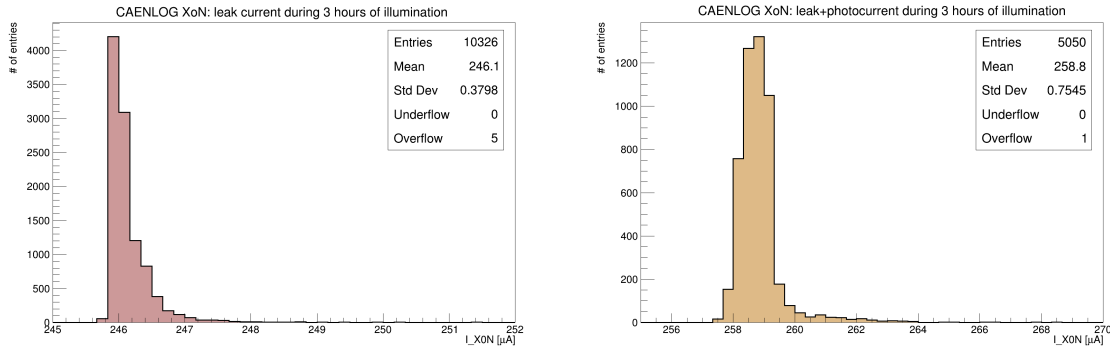 CAENLOG XoN: leak current during 3 hours of illumination
# of entries
Entries 10326
Mean 246.1
Std Dev 0.3798
Underflow 0
Overflow 5
4000
3500
3000
2500
2000
1500
1000
500
0
245 246 247 248 249 250 251 252
I_X0N [µA]
CAENLOG XoN: leak+photocurrent during 3 hours of illumination
# of entries
Entries 5050
Mean 258.8
Std Dev 0.7545
Underflow 0
Overflow 1
1200
1000
800
600
400
200
0
256 258 260 262 264 266 268 270
I_X0N [µA]